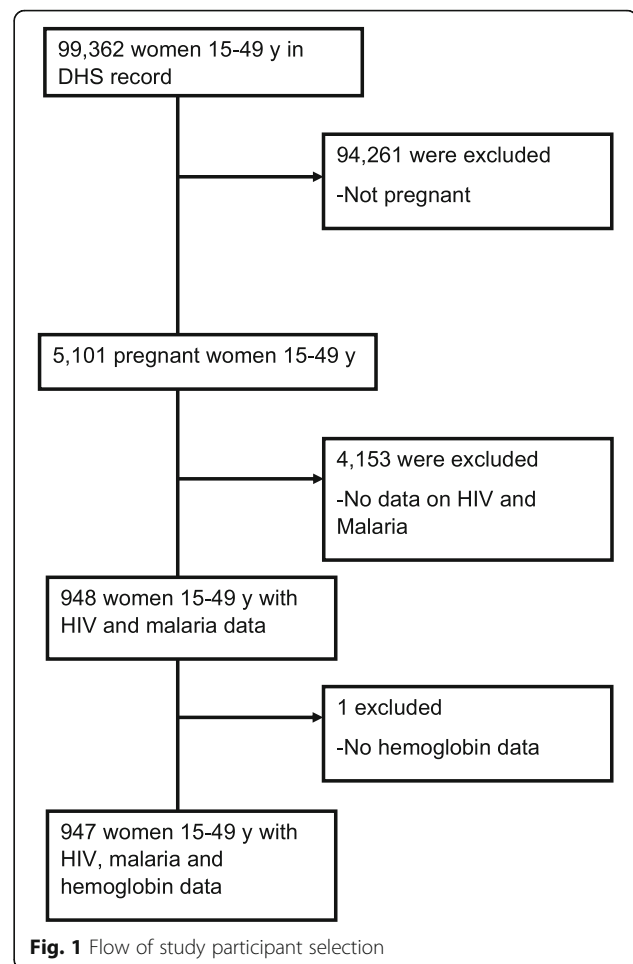 99,362 women 15-49 y in
DHS record
94,261 were excluded
-Not pregnant
5,101 pregnant women 15-49 y
4,153 were excluded
-No data on HIV and
Malaria
948 women 15-49 y with
HIV and malaria data
1 excluded
-No hemoglobin data
947 women 15-49 y with
HIV, malaria and
hemoglobin data
Fig. 1 Flow of study participant selection